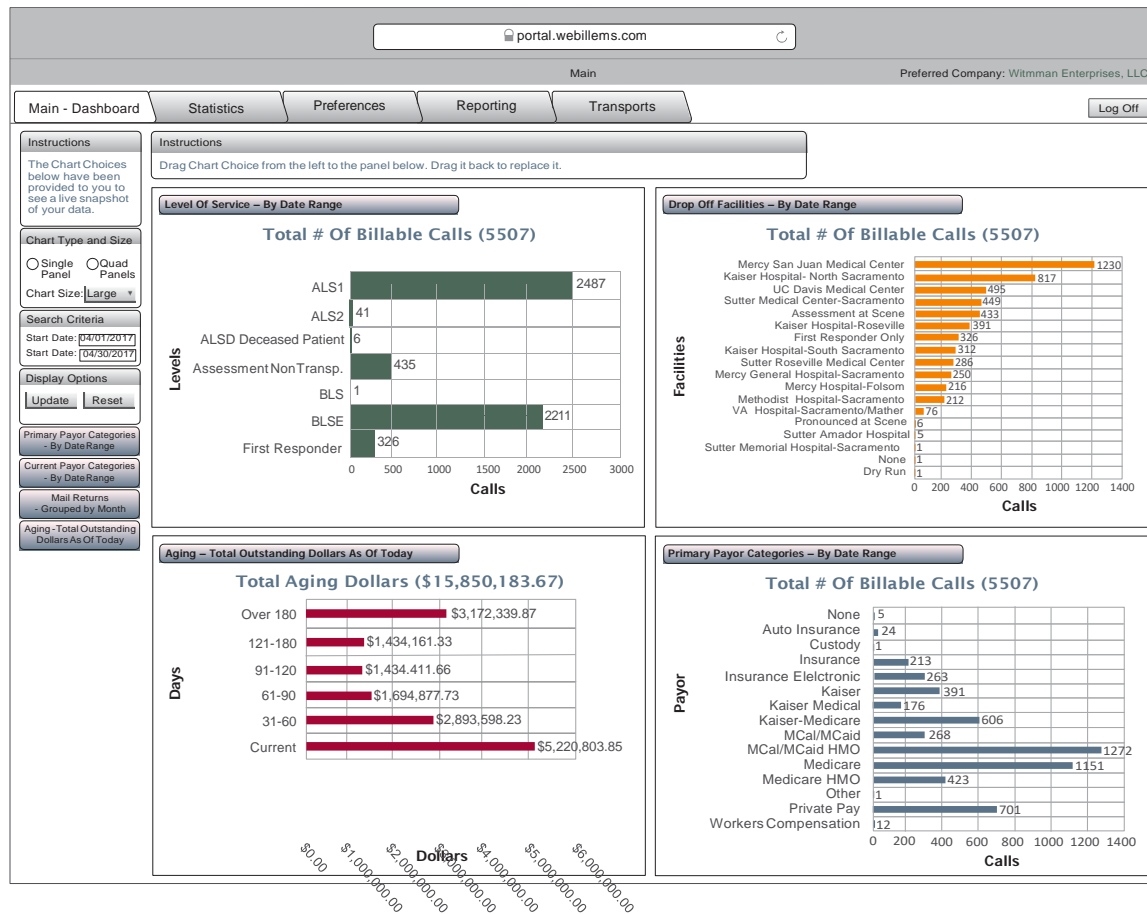 portal.webillems.com
Main
Preferred Company: Witmman Enterprises, LLC
Main - Dashboard
Statistics
Preferences
Reporting
Transports
Log Off
Instructions
The Chart Choices
below have been
provided to you to
see a live snapshot
of your data.
Chart Type and Size
Single Panel
Quad Panels
Chart Size: Large
Search Criteria
Start Date: 04/01/2017
Start Date: 04/30/2017
Display Options
Update Reset
Primary Payor Categories
- By Date Range
Current Payor Categories
- By Date Range
Mail Returns
- Grouped by Month
Aging -Total Outstanding
Dollars As Of Today
Instructions
Drag Chart Choice from the left to the panel below. Drag it back to replace it.
Level Of Service – By Date Range
Total # Of Billable Calls (5507)
Levels
ALS1 2487
ALS2 41
ALSD Deceased Patient 6
Assessment Non Transp. 435
BLS 1
BLSE 2211
First Responder 326
0 500 1000 1500 2000 2500 3000
Calls
Drop Off Facilities – By Date Range
Total # Of Billable Calls (5507)
Facilities
Mercy San Juan Medical Center 1230
Kaiser Hospital- North Sacramento 817
UC Davis Medical Center 495
Sutter Medical Center-Sacramento 449
Assessment at Scene 433
Kaiser Hospital-Roseville 391
First Responder Only 326
Kaiser Hospital-South Sacramento 312
Sutter Roseville Medical Center 286
Mercy General Hospital-Sacramento 250
Mercy Hospital-Folsom 216
Methodist Hospital-Sacramento 212
VA Hospital-Sacramento/Mather 76
Pronounced at Scene 6
Sutter Amador Hospital 5
Sutter Memorial Hospital-Sacramento 1
None 1
Dry Run 1
0 200 400 600 800 1000 1200 1400
Calls
Aging – Total Outstanding Dollars As Of Today
Total Aging Dollars ($15,850,183.67)
Days
Over 180 $3,172,339.87
121-180 $1,434,161.33
91-120 $1,434.411.66
61-90 $1,694,877.73
31-60 $2,893,598.23
Current $5,220,803.85
Dollars
$0.00 $1,000,000.00 $2,000,000.00 $3,000,000.00 $4,000,000.00 $5,000,000.00 $6,000,000.00
Primary Payor Categories – By Date Range
Total # Of Billable Calls (5507)
Payor
None 5
Auto Insurance 24
Custody 1
Insurance 213
Insurance Elelctronic 263
Kaiser 391
Kaiser Medical 176
Kaiser-Medicare 606
MCal/MCaid 268
MCal/MCaid HMO 1272
Medicare 1151
Medicare HMO 423
Other 1
Private Pay 701
Workers Compensation 12
0 200 400 600 800 1000 1200 1400
Calls